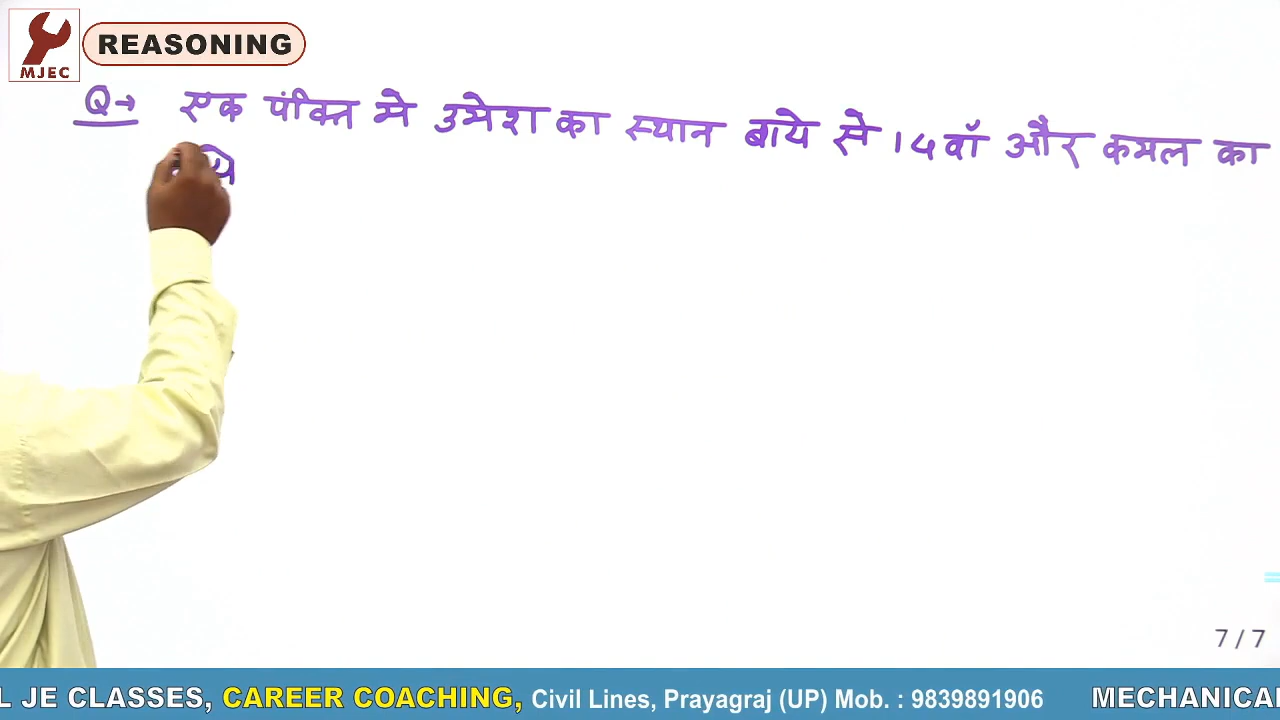 REASONING
MJEC
Q→ एक पंक्ति मे उमेश का स्थान बाये से 14वाँ और कमल का
7/7
L JE CLASSES, CAREER COACHING, Civil Lines, Prayagraj (UP) Mob. : 9839891906 MECHANICAL